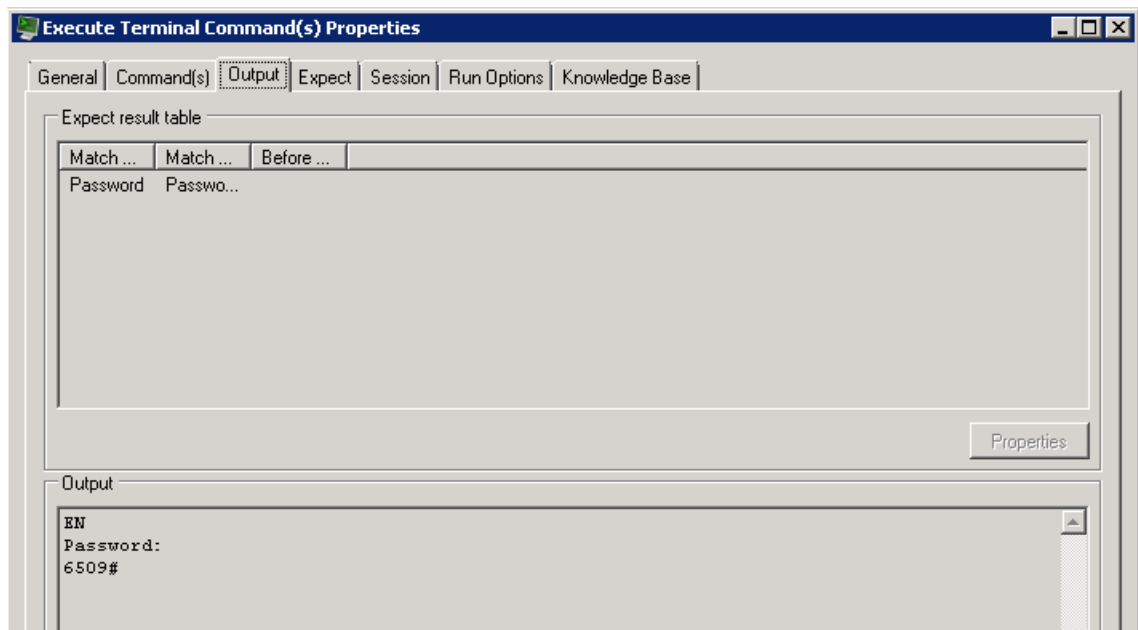 Execute Terminal Command(s) Properties
General Command(s) Output Expect Session Run Options Knowledge Base
Expect result table
Match ... Match ... Before ...
Password Passwo...
Properties
Output
EN
Password:
6509#